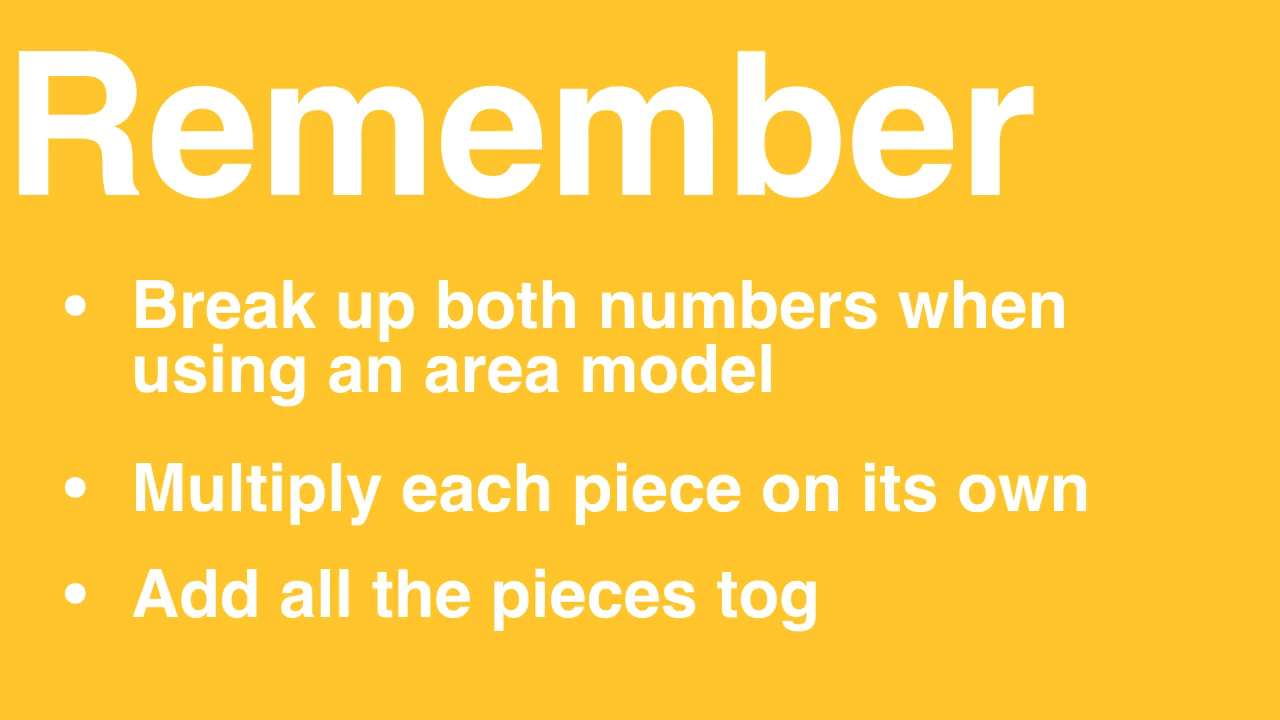 Remember
• Break up both numbers when
using an area model
• Multiply each piece on its own
• Add all the pieces tog